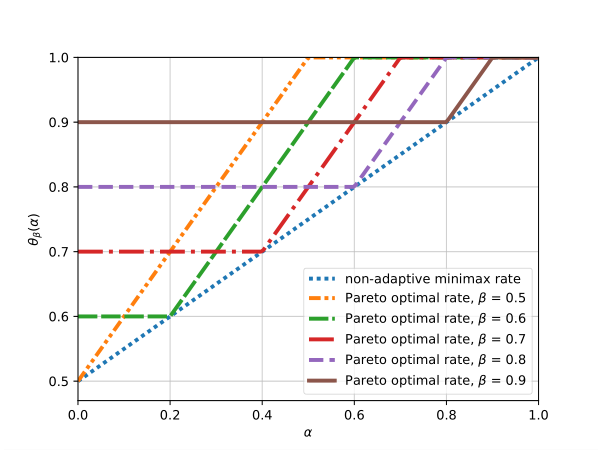 1.0
0.9
0.8
0.7
0.6
0.5
θβ(α)
non-adaptive minimax rate
Pareto optimal rate, β = 0.5
Pareto optimal rate, β = 0.6
Pareto optimal rate, β = 0.7
Pareto optimal rate, β = 0.8
Pareto optimal rate, β = 0.9
0.0 0.2 0.4 0.6 0.8 1.0
α